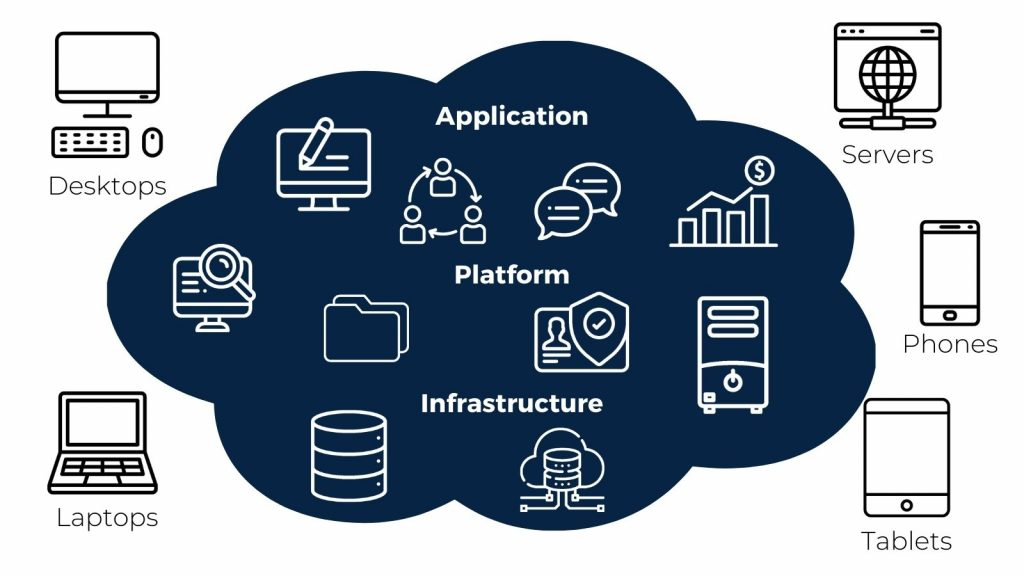 Desktops
Application
Servers
Platform
Phones
Infrastructure
Laptops
Tablets
$